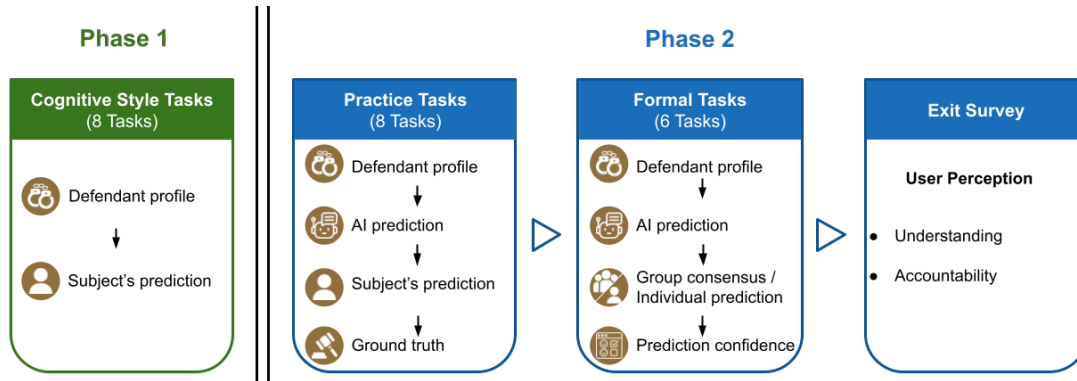 Phase 1
Cognitive Style Tasks
(8 Tasks)
Defendant profile
Subject's prediction
Phase 2
Practice Tasks
(8 Tasks)
Defendant profile
AI prediction
Subject's prediction
Ground truth
Formal Tasks
(6 Tasks)
Defendant profile
AI prediction
Group consensus /
Individual prediction
Prediction confidence
Exit Survey
User Perception
● Understanding
● Accountability